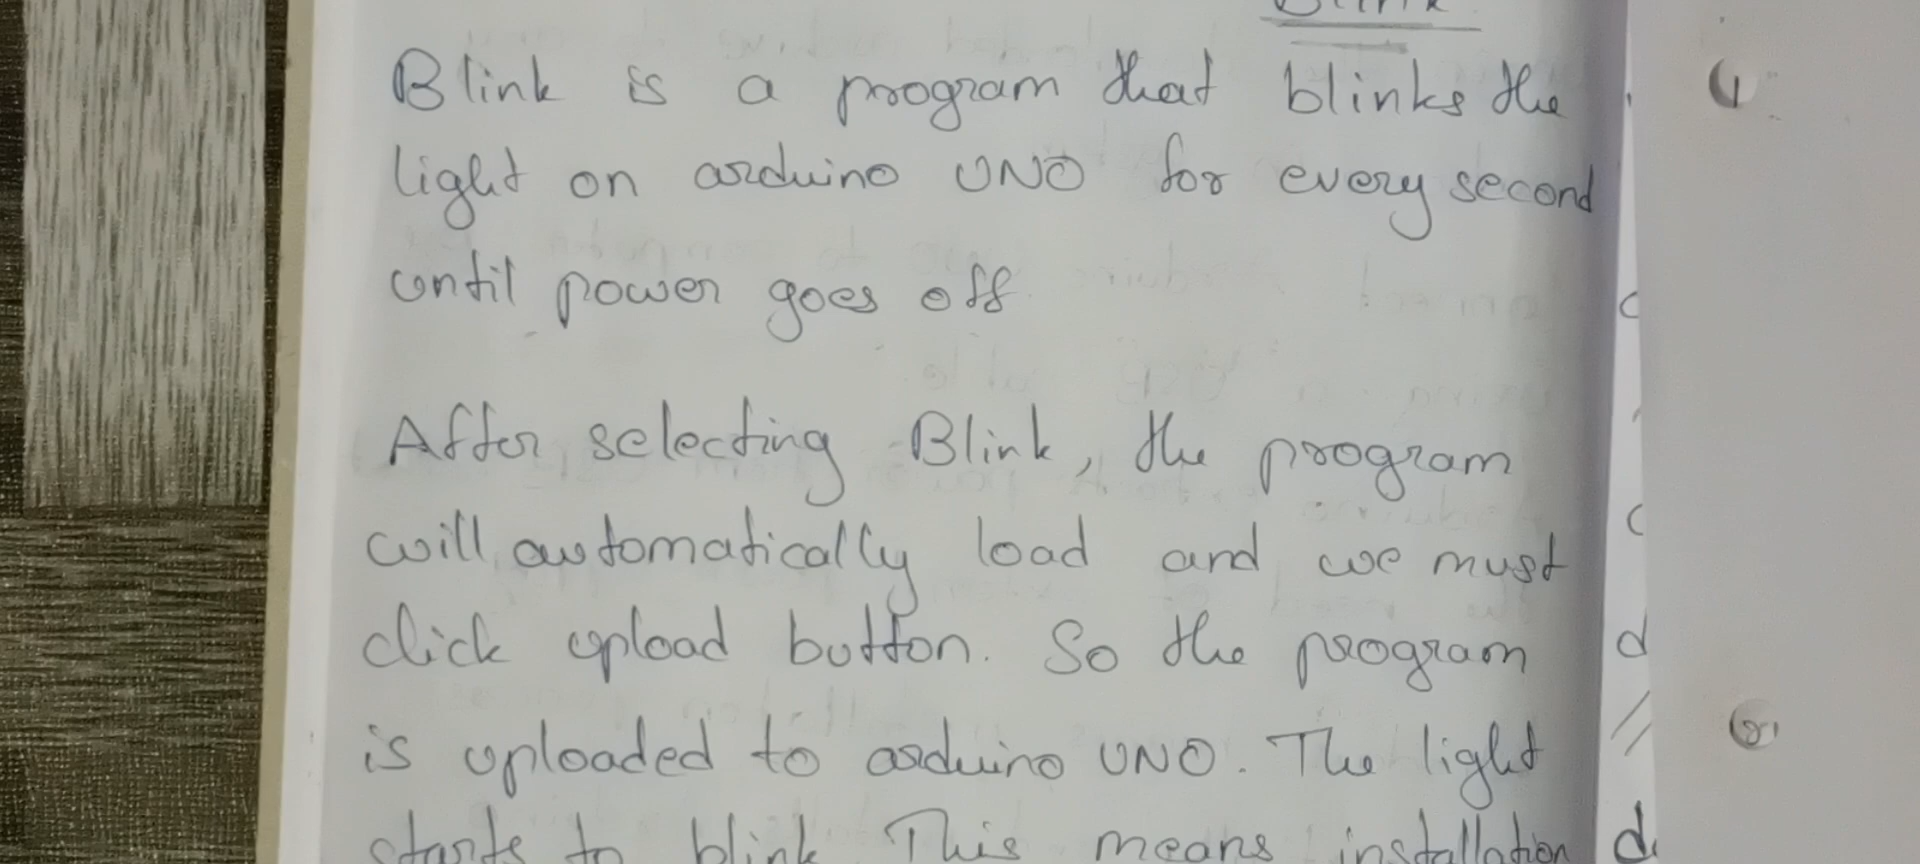 Blink
Blink is a program that blinks the
light on arduino UNO for every second
until power goes off
After selecting Blink, the program
will automatically load and we must
click upload button. So the program
is uploaded to arduino UNO. The light
starts to blink This means installation